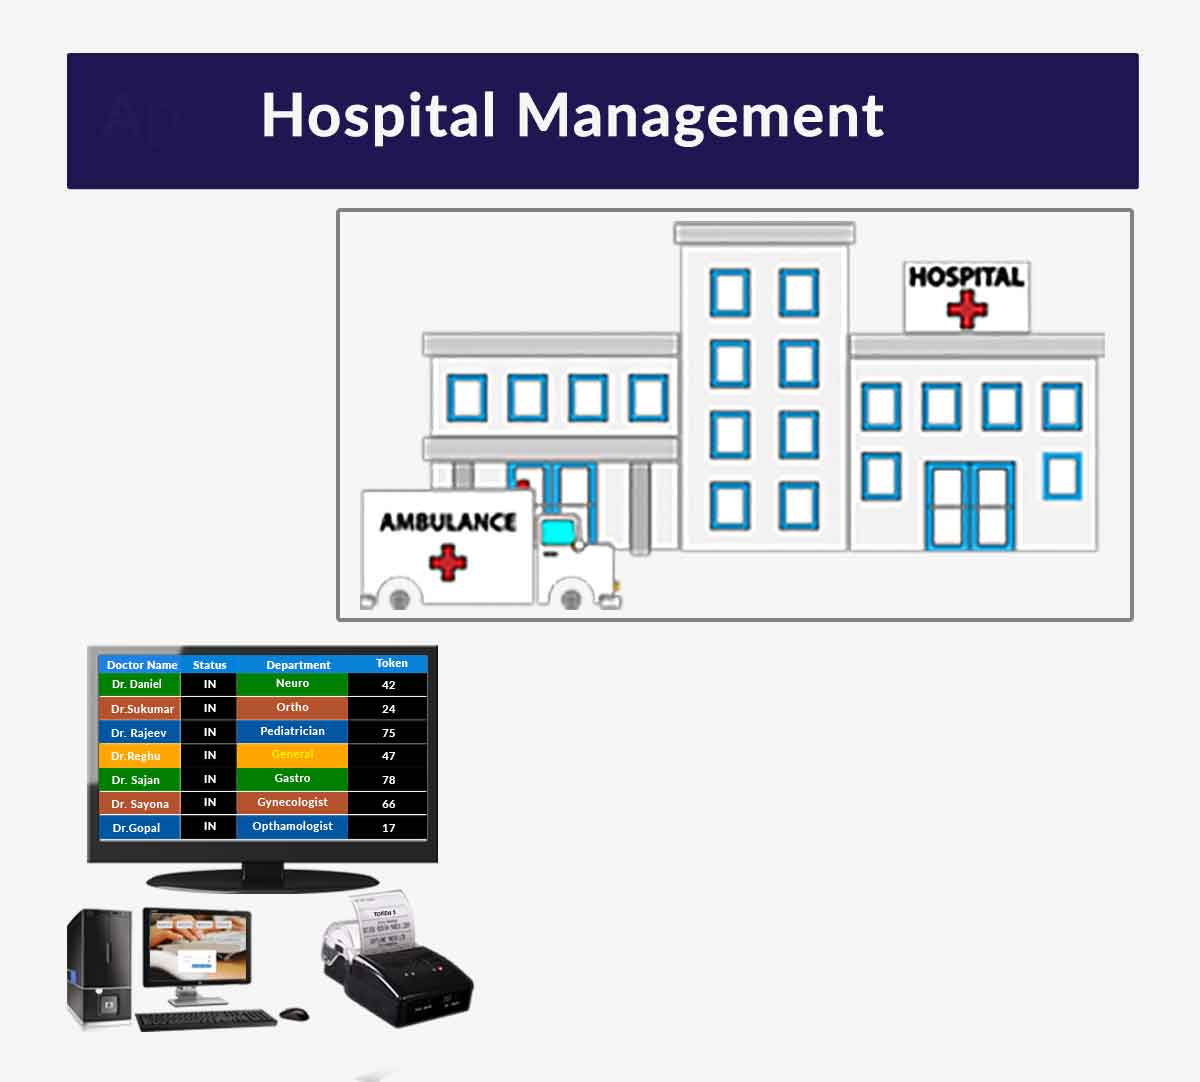 Hospital Management
HOSPITAL
AMBULANCE
Doctor Name Status Department Token
Dr. Daniel IN Neuro 42
Dr.Sukumar IN Ortho 24
Dr. Rajeev IN Pediatrician 75
Dr.Reghu IN General 47
Dr. Sajan IN Gastro 78
Dr. Sayona IN Gynecologist 66
Dr.Gopal IN Opthamologist 17